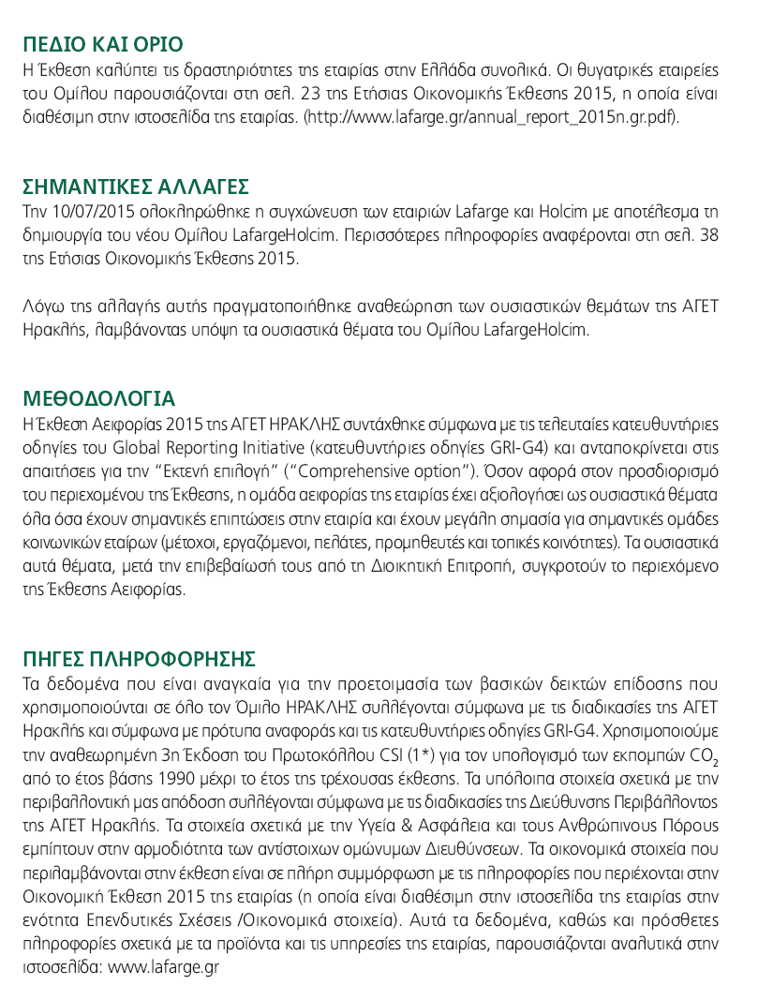 ΠΕΔΙΟ ΚΑΙ ΟΡΙΟ
Η Έκθεση καλύπτει τις δραστηριότητες της εταιρίας στην Ελλάδα συνολικά. Οι θυγατρικές εταιρείες
του Ομίλου παρουσιάζονται στη σελ. 23 της Ετήσιας Οικονομικής Έκθεσης 2015, η οποία είναι
διαθέσιμη στην ιστοσελίδα της εταιρίας. (http://www.lafarge.gr/annual_report_2015n.gr.pdf).
ΣΗΜΑΝΤΙΚΕΣ ΑΛΛΑΓΕΣ
Την 10/07/2015 ολοκληρώθηκε η συγχώνευση των εταιριών Lafarge και Holcim με αποτέλεσμα τη
δημιουργία του νέου Ομίλου LafargeHolcim. Περισσότερες πληροφορίες αναφέρονται στη σελ. 38
της Ετήσιας Οικονομικής Έκθεσης 2015.
Λόγω της αλλαγής αυτής πραγματοποιήθηκε αναθεώρηση των ουσιαστικών θεμάτων της ΑΓΕΤ
Ηρακλής, λαμβάνοντας υπόψη τα ουσιαστικά θέματα του Ομίλου LafargeHolcim.
ΜΕΘΟΔΟΛΟΓΙΑ
Η Έκθεση Αειφορίας 2015 της ΑΓΕΤ ΗΡΑΚΛΗΣ συντάχθηκε σύμφωνα με τις τελευταίες κατευθυντήριες
οδηγίες του Global Reporting Initiative (κατευθυντήριες οδηγίες GRI-G4) και ανταποκρίνεται στις
απαιτήσεις για την “Εκτενή επιλογή” (“Comprehensive option”). Όσον αφορά στον προσδιορισμό
του περιεχομένου της Έκθεσης, η ομάδα αειφορίας της εταιρίας έχει αξιολογήσει ως ουσιαστικά θέματα
όλα όσα έχουν σημαντικές επιπτώσεις στην εταιρία και έχουν μεγάλη σημασία για σημαντικές ομάδες
κοινωνικών εταίρων (μέτοχοι, εργαζόμενοι, πελάτες, προμηθευτές και τοπικές κοινότητες). Τα ουσιαστικά
αυτά θέματα, μετά την επιβεβαίωσή τους από τη Διοικητική Επιτροπή, συγκροτούν το περιεχόμενο
της Έκθεσης Αειφορίας.
ΠΗΓΕΣ ΠΛΗΡΟΦΟΡΗΣΗΣ
Τα δεδομένα που είναι αναγκαία για την προετοιμασία των βασικών δεικτών επίδοσης που
χρησιμοποιούνται σε όλο τον Όμιλο ΗΡΑΚΛΗΣ συλλέγονται σύμφωνα με τις διαδικασίες της ΑΓΕΤ
Ηρακλής και σύμφωνα με πρότυπα αναφοράς και τις κατευθυντήριες οδηγίες GRI-G4. Χρησιμοποιούμε
την αναθεωρημένη 3η Έκδοση του Πρωτοκόλλου CSI (1*) για τον υπολογισμό των εκπομπών CO₂
από το έτος βάσης 1990 μέχρι το έτος της τρέχουσας έκθεσης. Τα υπόλοιπα στοιχεία σχετικά με την
περιβαλλοντική μας απόδοση συλλέγονται σύμφωνα με τις διαδικασίες της Διεύθυνσης Περιβάλλοντος
της ΑΓΕΤ Ηρακλής. Τα στοιχεία σχετικά με την Υγεία & Ασφάλεια και τους Ανθρώπινους Πόρους
εμπίπτουν στην αρμοδιότητα των αντίστοιχων ομώνυμων Διευθύνσεων. Τα οικονομικά στοιχεία που
περιλαμβάνονται στην έκθεση είναι σε πλήρη συμμόρφωση με τις πληροφορίες που περιέχονται στην
Οικονομική Έκθεση 2015 της εταιρίας (η οποία είναι διαθέσιμη στην ιστοσελίδα της εταιρίας στην
ενότητα Επενδυτικές Σχέσεις /Οικονομικά στοιχεία). Αυτά τα δεδομένα, καθώς και πρόσθετες
πληροφορίες σχετικά με τα προϊόντα και τις υπηρεσίες της εταιρίας, παρουσιάζονται αναλυτικά στην
ιστοσελίδα: www.lafarge.gr